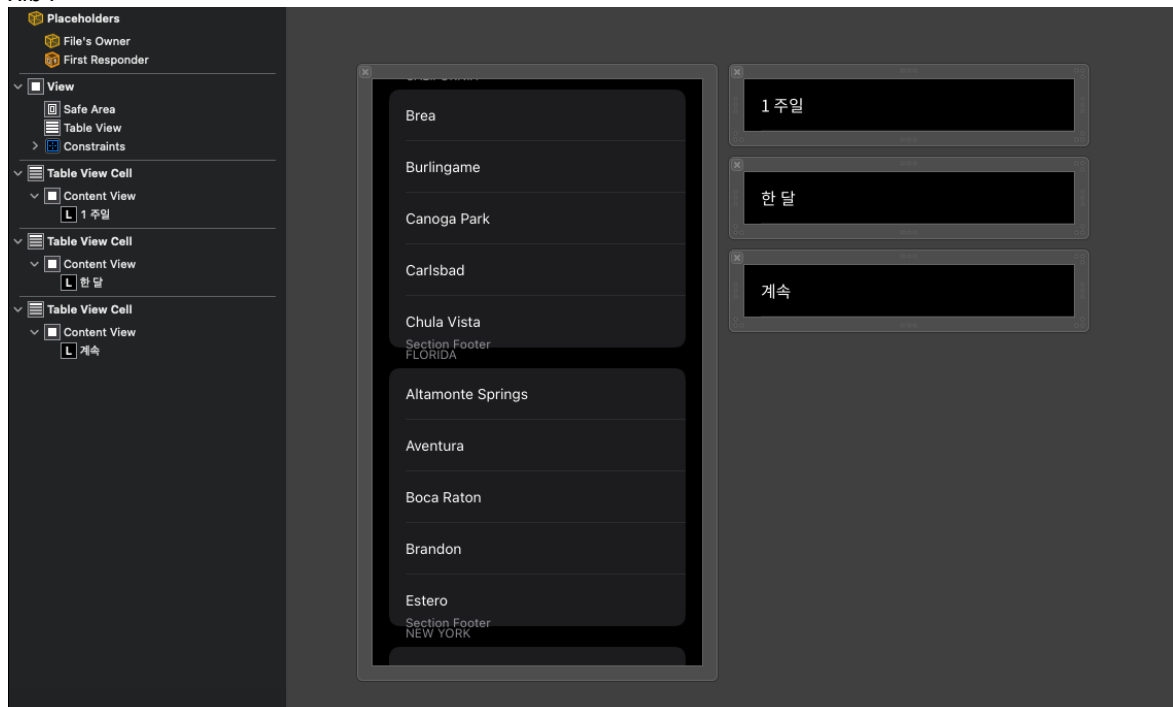 Placeholders
File's Owner
First Responder
View
Safe Area
Table View
Constraints
Table View Cell
Content View
L 1 주일
Table View Cell
Content View
L 한 달
Table View Cell
Content View
L 계속
Brea
Burlingame
Canoga Park
Carlsbad
Chula Vista
Section Footer
FLORIDA
Altamonte Springs
Aventura
Boca Raton
Brandon
Estero
Section Footer
NEW YORK
1 주일
한 달
계속